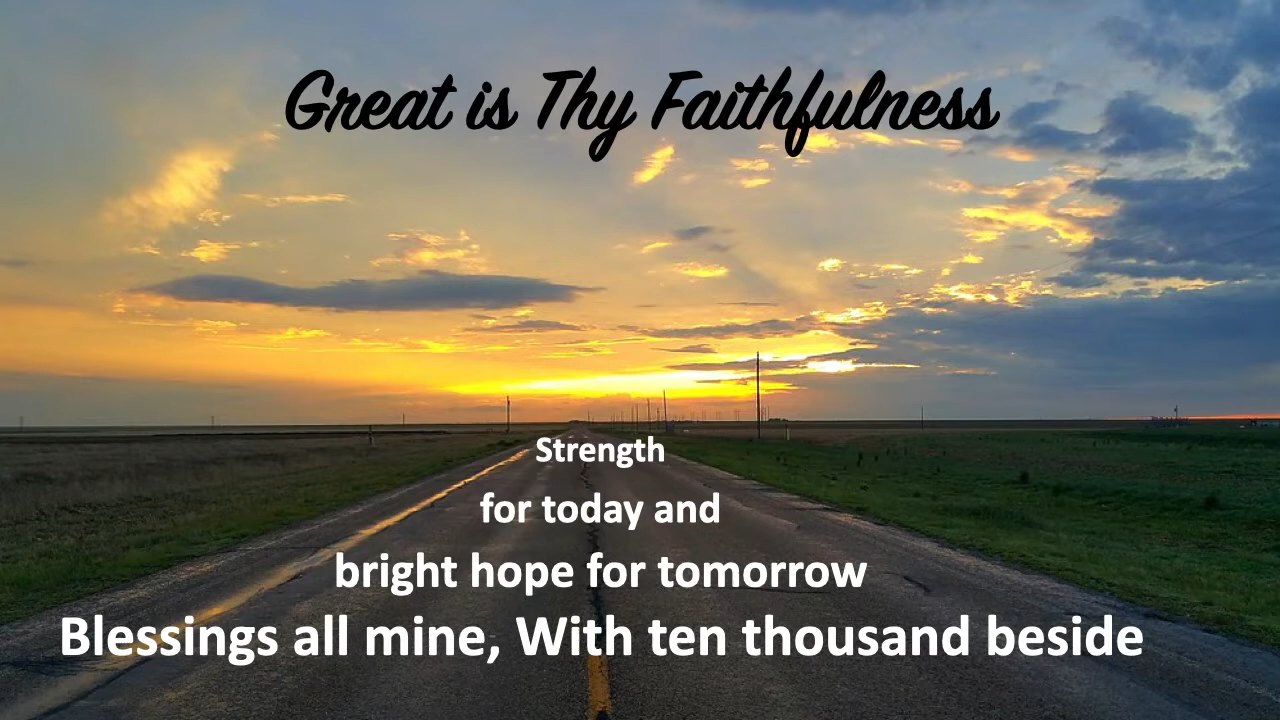 Great is Thy Faithfulness
Strength
for today and
bright hope for tomorrow
Blessings all mine, With ten thousand beside